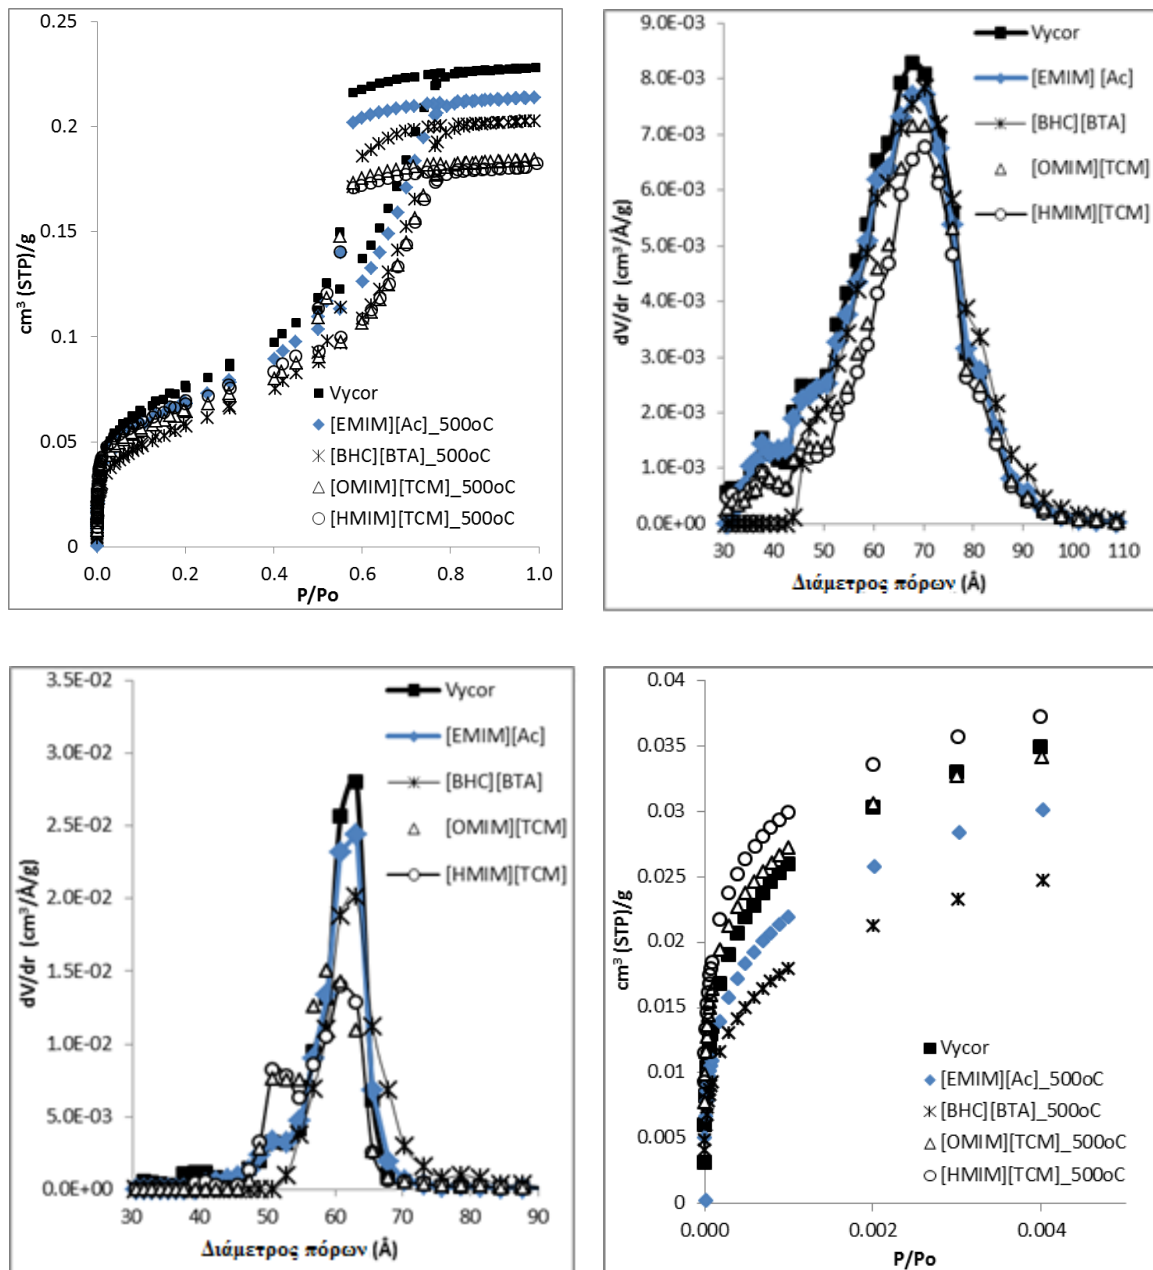 0.25
0.2
0.15
0.1
0.05
0
cm³ (STP)/g
0.0
0.2
0.4
0.6
0.8
1.0
P/Po
Vycor
[EMIM][Ac]_500oC
[BHC][BTA]_500oC
[OMIM][TCM]_500oC
[HMIM][TCM]_500oC
9.0E-03
8.0E-03
7.0E-03
6.0E-03
5.0E-03
4.0E-03
3.0E-03
2.0E-03
1.0E-03
0.0E+00
dV/dr (cm³/Å/g)
30
40
50
60
70
80
90
100
110
Διάμετρος πόρων (Å)
Vycor
[EMIM] [Ac]
[BHC][BTA]
[OMIM][TCM]
[HMIM][TCM]
3.5E-02
3.0E-02
2.5E-02
2.0E-02
1.5E-02
1.0E-02
5.0E-03
0.0E+00
dV/dr (cm³/Å/g)
30
40
50
60
70
80
90
Διάμετρος πόρων (Å)
Vycor
[EMIM][Ac]
[BHC][BTA]
[OMIM][TCM]
[HMIM][TCM]
0.04
0.035
0.03
0.025
0.02
0.015
0.01
0.005
0
cm³ (STP)/g
0.000
0.002
0.004
P/Po
Vycor
[EMIM][Ac]_500oC
[BHC][BTA]_500oC
[OMIM][TCM]_500oC
[HMIM][TCM]_500oC